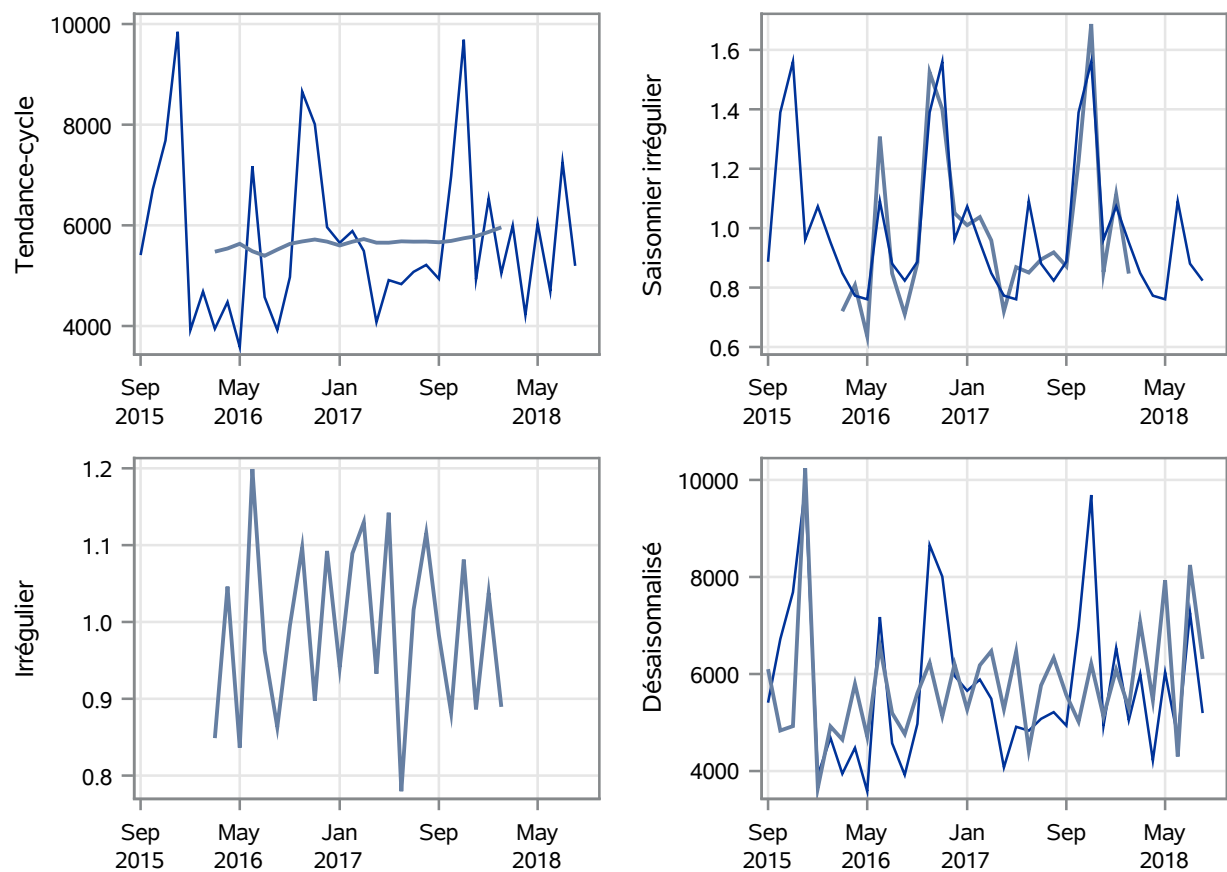 Tendance-cycle
10000
8000
6000
4000
Sep May Jan Sep May
2015 2016 2017 2018
Saisonnier irrégulier
1.6
1.4
1.2
1.0
0.8
0.6
Sep May Jan Sep May
2015 2016 2017 2018
Irrégulier
1.2
1.1
1.0
0.9
0.8
Sep May Jan Sep May
2015 2016 2017 2018
Désaisonnalisé
10000
8000
6000
4000
Sep May Jan Sep May
2015 2016 2017 2018